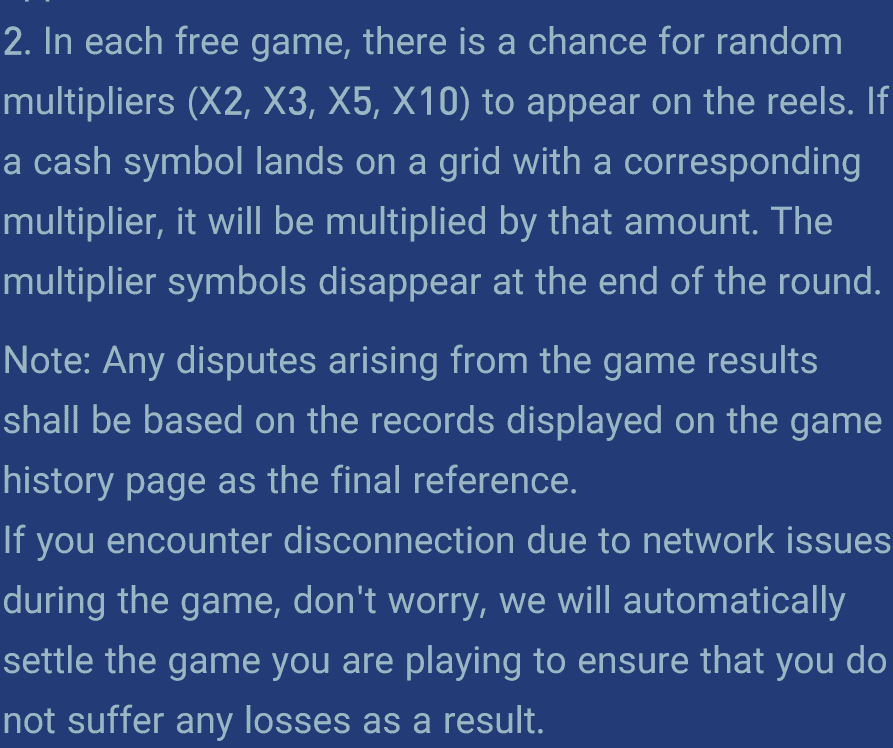 2. In each free game, there is a chance for random
multipliers (X2, X3, X5, X10) to appear on the reels. If
a cash symbol lands on a grid with a corresponding
multiplier, it will be multiplied by that amount. The
multiplier symbols disappear at the end of the round.
Note: Any disputes arising from the game results
shall be based on the records displayed on the game
history page as the final reference.
If you encounter disconnection due to network issues
during the game, don't worry, we will automatically
settle the game you are playing to ensure that you do
not suffer any losses as a result.